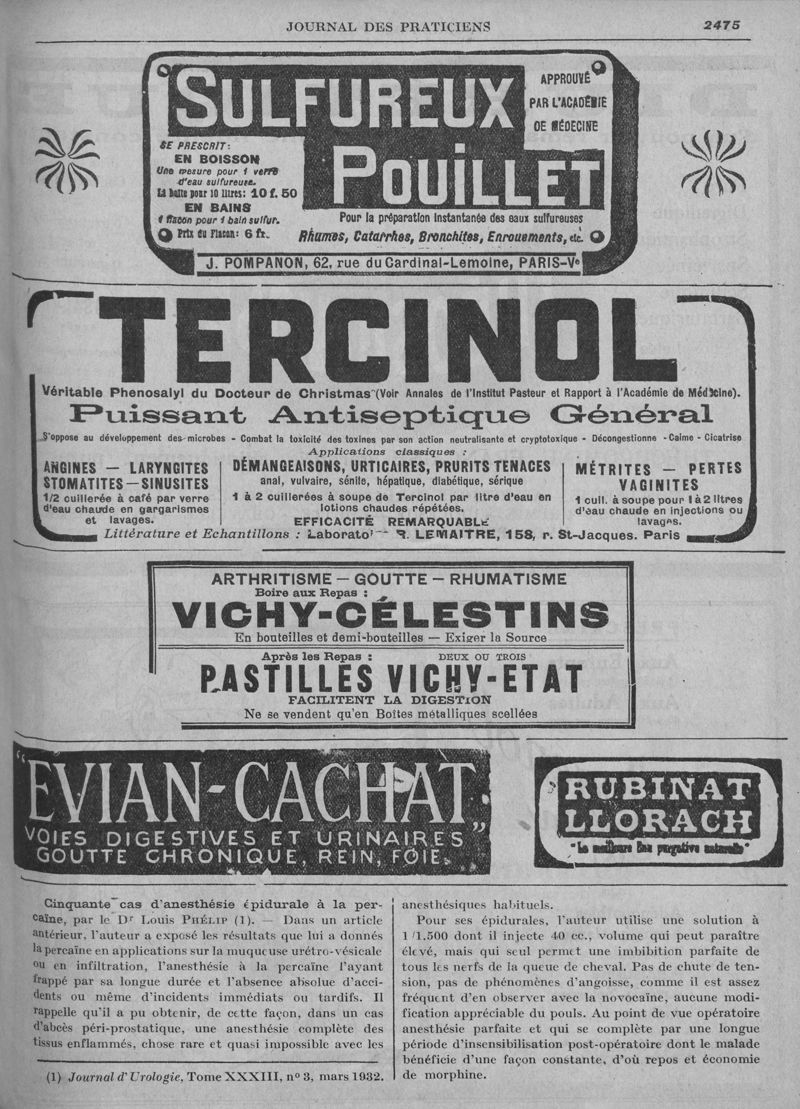 JOURNAL DES PRATICIENS
2475
SULFUREUX
POUILLET
APPROUVÉ
PAR L'ACADÉMIE
DE MÉDECINE
SE PRESCRIT:
EN BOISSON
Une mesure pour 1 verre
d'eau sulfureuse.
La boîte pour 10 litres: 10 f. 50
EN BAINS
1 flacon pour 1 bain sulfur.
Prix du Flacon: 6 fr.
Pour la préparation instantanée des eaux sulfureuses
Rhumes, Catarrhes, Bronchites, Enrouements, etc.
J. POMPANON, 62, rue du Cardinal-Lemoine, PARIS-Ve
TERCINOL
Véritable Phenosalyl du Docteur de Christmas (Voir Annales de l'Institut Pasteur et Rapport à l'Académie de Médecine).
Puissant Antiseptique Général
S'oppose au développement des microbes - Combat la toxicité des toxines par son action neutralisante et cryptotoxique - Décongestionne - Calme - Cicatrise
Applications classiques :
ANGINES — LARYNGITES
STOMATITES — SINUSITES
1/2 cuillerée à café par verre
d'eau chaude en gargarismes
et lavages.
DÉMANGEAISONS, URTICAIRES, PRURITS TENACES
anal, vulvaire, sénile, hépatique, diabétique, sérique
1 à 2 cuillerées à soupe de Tercinol par litre d'eau en
lotions chaudes répétées.
EFFICACITÉ REMARQUABLE
MÉTRITES — PERTES
VAGINITES
1 cuil. à soupe pour 1 à 2 litres
d'eau chaude en injections ou
lavages.
Littérature et Echantillons : Laborato R. LEMAITRE, 158, r. St-Jacques. Paris
ARTHRITISME — GOUTTE — RHUMATISME
Boire aux Repas :
VICHY-CÉLESTINS
En bouteilles et demi-bouteilles — Exiger la Source
Après les Repas : DEUX OU TROIS
PASTILLES VICHY-ETAT
FACILITENT LA DIGESTION
Ne se vendent qu'en Boîtes métalliques scellées
"EVIAN-CACHAT"
VOIES DIGESTIVES ET URINAIRES
GOUTTE CHRONIQUE, REIN, FOIE.
RUBINAT
LLORACH
"La meilleure Eau purgative naturelle"
Cinquante cas d'anesthésie épidurale à la per-
caïne, par le Dr Louis PHÉLIP (1). — Dans un article
antérieur, l'auteur a exposé les résultats que lui a donnés
la percaïne en applications sur la muqueuse urétro-vésicale
ou en infiltration, l'anesthésie à la percaïne l'ayant
frappé par sa longue durée et l'absence absolue d'acci-
dents ou même d'incidents immédiats ou tardifs. Il
rappelle qu'il a pu obtenir, de cette façon, dans un cas
d'abcès péri-prostatique, une anesthésie complète des
tissus enflammés, chose rare et quasi impossible avec les
(1) Journal d'Urologie, Tome XXXIII, no 3, mars 1932.
anesthésiques habituels.
Pour ses épidurales, l'auteur utilise une solution à
1/1.500 dont il injecte 40 cc., volume qui peut paraître
élevé, mais qui seul permet une imbibition parfaite de
tous les nerfs de la queue de cheval. Pas de chute de ten-
sion, pas de phénomènes d'angoisse, comme il est assez
fréquent d'en observer avec la novocaïne, aucune modi-
fication appréciable du pouls. Au point de vue opératoire
anesthésie parfaite et qui se complète par une longue
période d'insensibilisation post-opératoire dont le malade
bénéficie d'une façon constante, d'où repos et économie
de morphine.